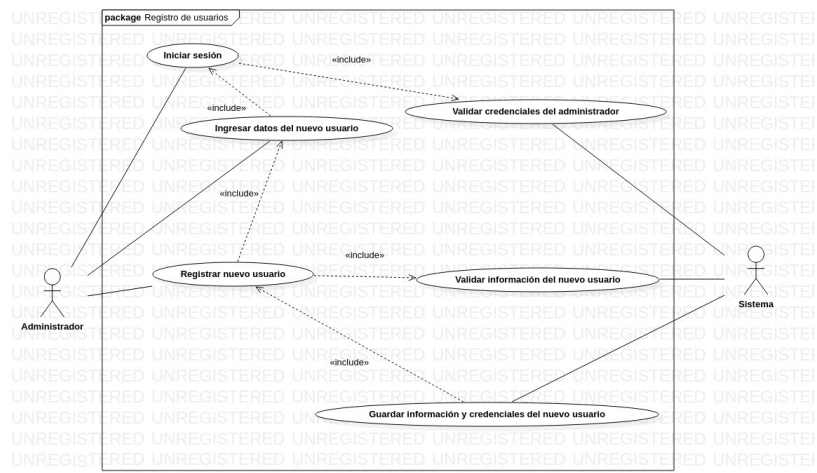 package Registro de usuarios
Iniciar sesión
«include»
Validar credenciales del administrador
«include»
Ingresar datos del nuevo usuario
«include»
«include»
Registrar nuevo usuario
Validar información del nuevo usuario
Administrador
Sistema
«include»
Guardar información y credenciales del nuevo usuario
UNREGISTERED